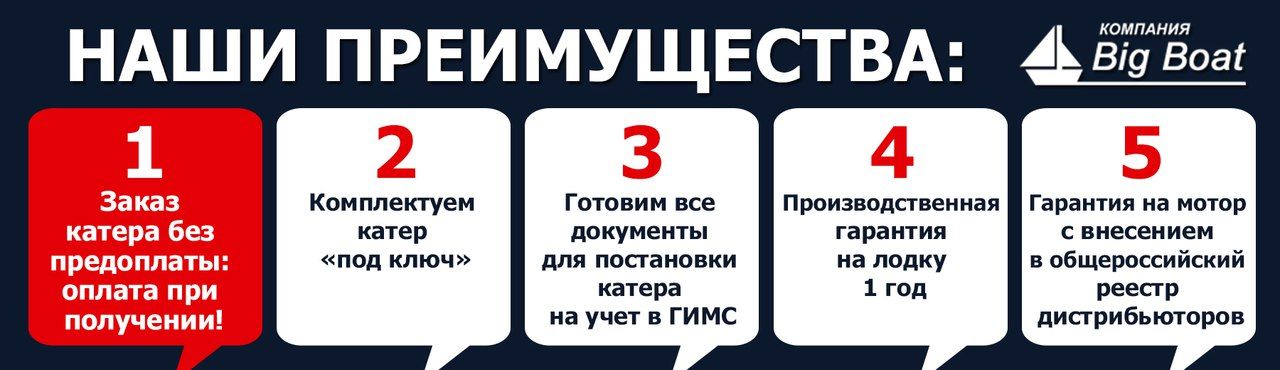 НАШИ ПРЕИМУЩЕСТВА:
КОМПАНИЯ
Big Boat
1
Заказ
катера без
предоплаты:
оплата при
получении!
2
Комплектуем
катер
«под ключ»
3
Готовим все
документы
для постановки
катера
на учет в ГИМС
4
Производственная
гарантия
на лодку
1 год
5
Гарантия на мотор
с внесением
в общероссийский
реестр
дистрибьюторов